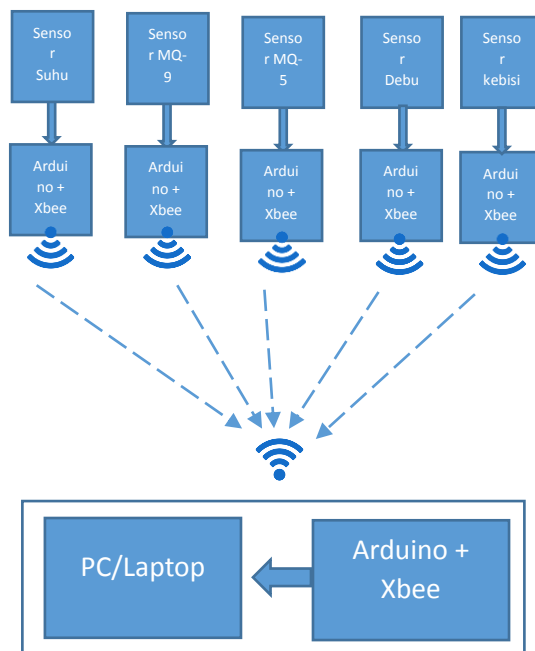 Senso
r
Suhu
Senso
r MQ-
9
Senso
r MQ-
5
Senso
r
Debu
Senso
r
kebisi
Ardui
no +
Xbee
Ardui
no +
Xbee
Ardui
no +
Xbee
Ardui
no +
Xbee
Ardui
no +
Xbee
PC/Laptop
Arduino +
Xbee